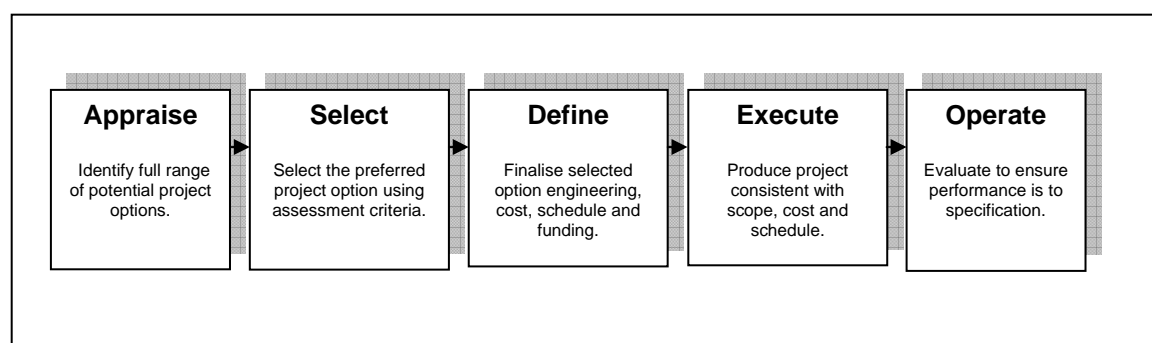 Appraise
Identify full range
of potential project
options.
Select
Select the preferred
project option using
assessment criteria.
Define
Finalise selected
option engineering,
cost, schedule and
funding.
Execute
Produce project
consistent with
scope, cost and
schedule.
Operate
Evaluate to ensure
performance is to
specification.